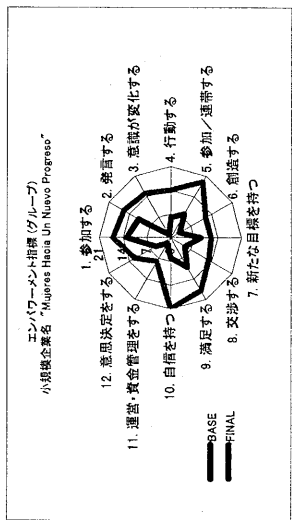 エンパワーメント指標(グループ)
小規模企業名 "Mujeres Hacia Un Nuevo Progreso"
1. 参加する
2. 発言する
3. 意識が変化する
4. 行動する
5. 参加/連帯する
6. 創造する
7. 新たな目標を持つ
8. 交渉する
9. 満足する
10. 自信を持つ
11. 運営・資金管理をする
12. 意思決定をする
21
14
7
BASE
FINAL